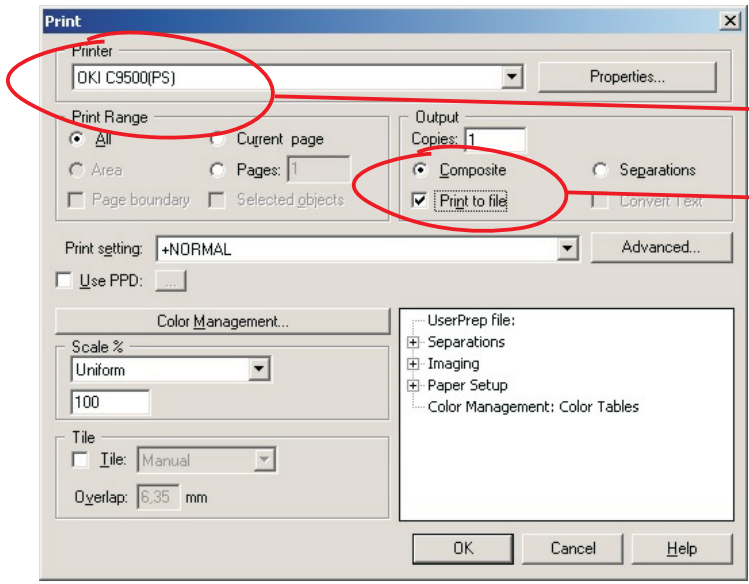 Print
Printer
OKI C9500(PS)
Properties...
Print Range
All
Current page
Area
Pages: 1
Page boundary
Selected objects
Output
Copies: 1
Composite
Separations
Print to file
Convert Text
Print setting: +NORMAL
Advanced...
Use PPD: ...
Color Management...
Scale %
Uniform
100
Tile
Tile: Manual
Overlap: 6,35 mm
UserPrep file:
Separations
Imaging
Paper Setup
Color Management: Color Tables
OK Cancel Help